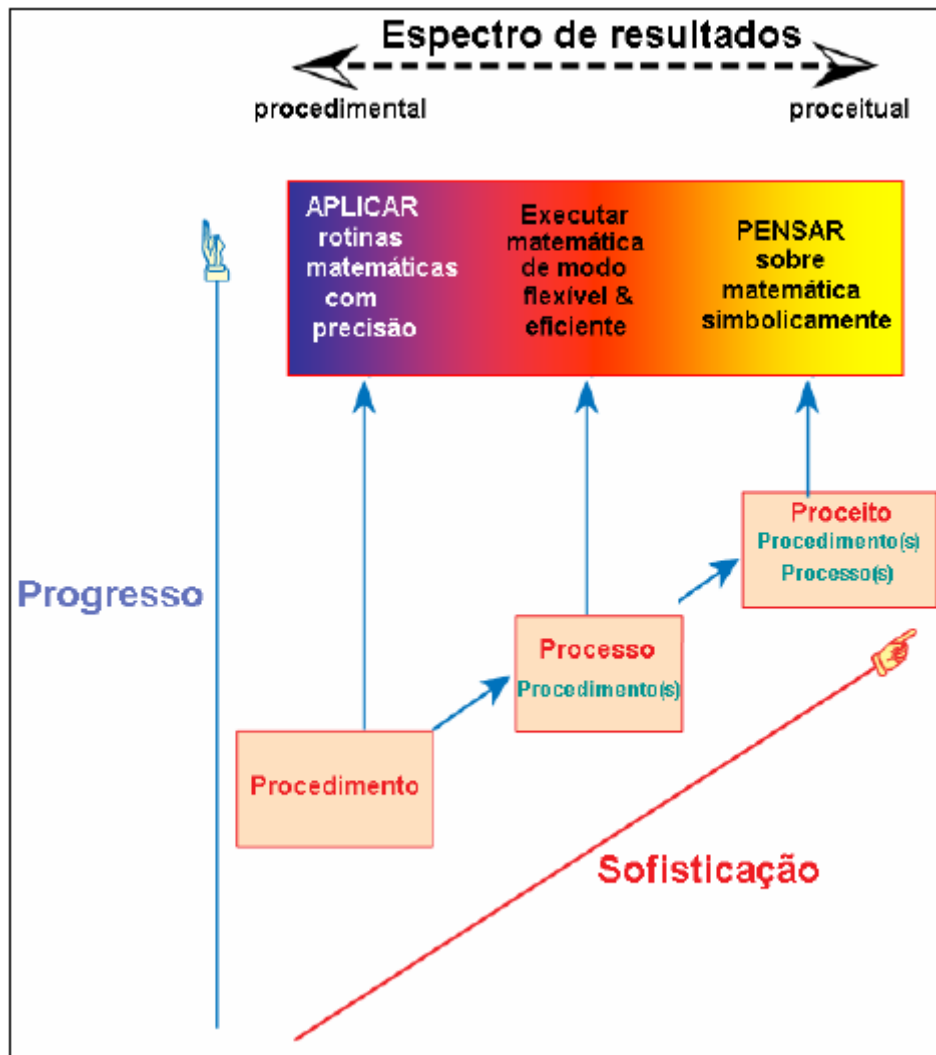 Espectro de resultados
procedimental
proceitual
APLICAR
rotinas
matemáticas
com
precisão
Executar
matemática
de modo
flexível &
eficiente
PENSAR
sobre
matemática
simbolicamente
Proceito
Procedimento(s)
Processo(s)
Progresso
Processo
Procedimento(s)
Procedimento
Sofisticação